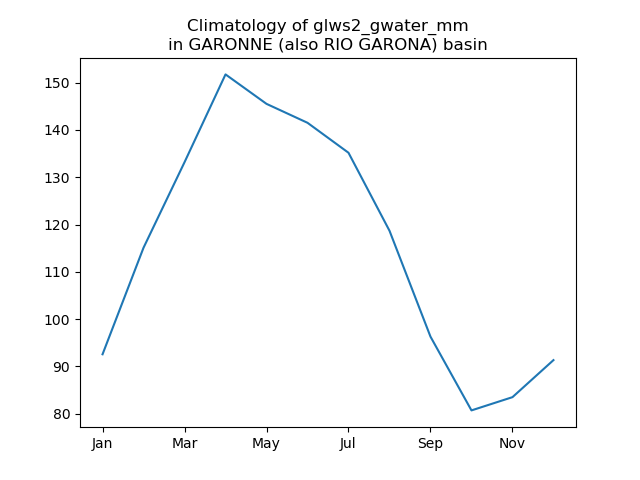 Climatology of glws2_gwater_mm
in GARONNE (also RIO GARONA) basin
150
140
130
120
110
100
90
80
Jan Mar May Jul Sep Nov